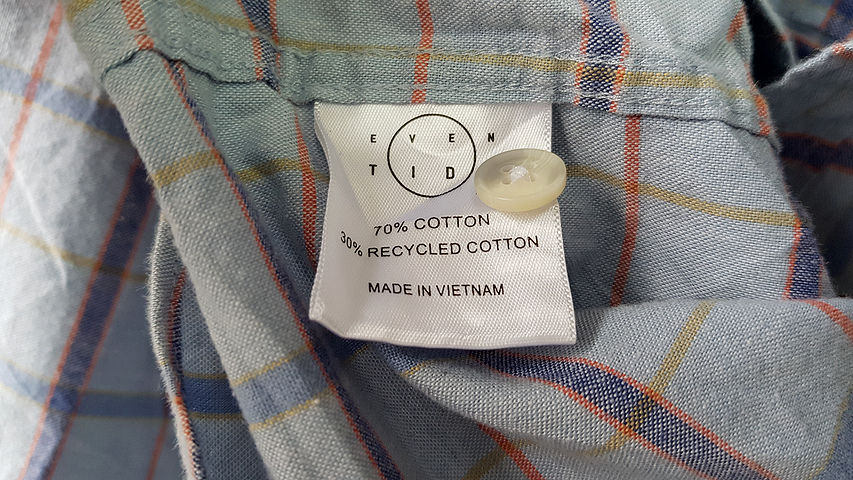 E V E N
T I D
70% COTTON
30% RECYCLED COTTON
MADE IN VIETNAM